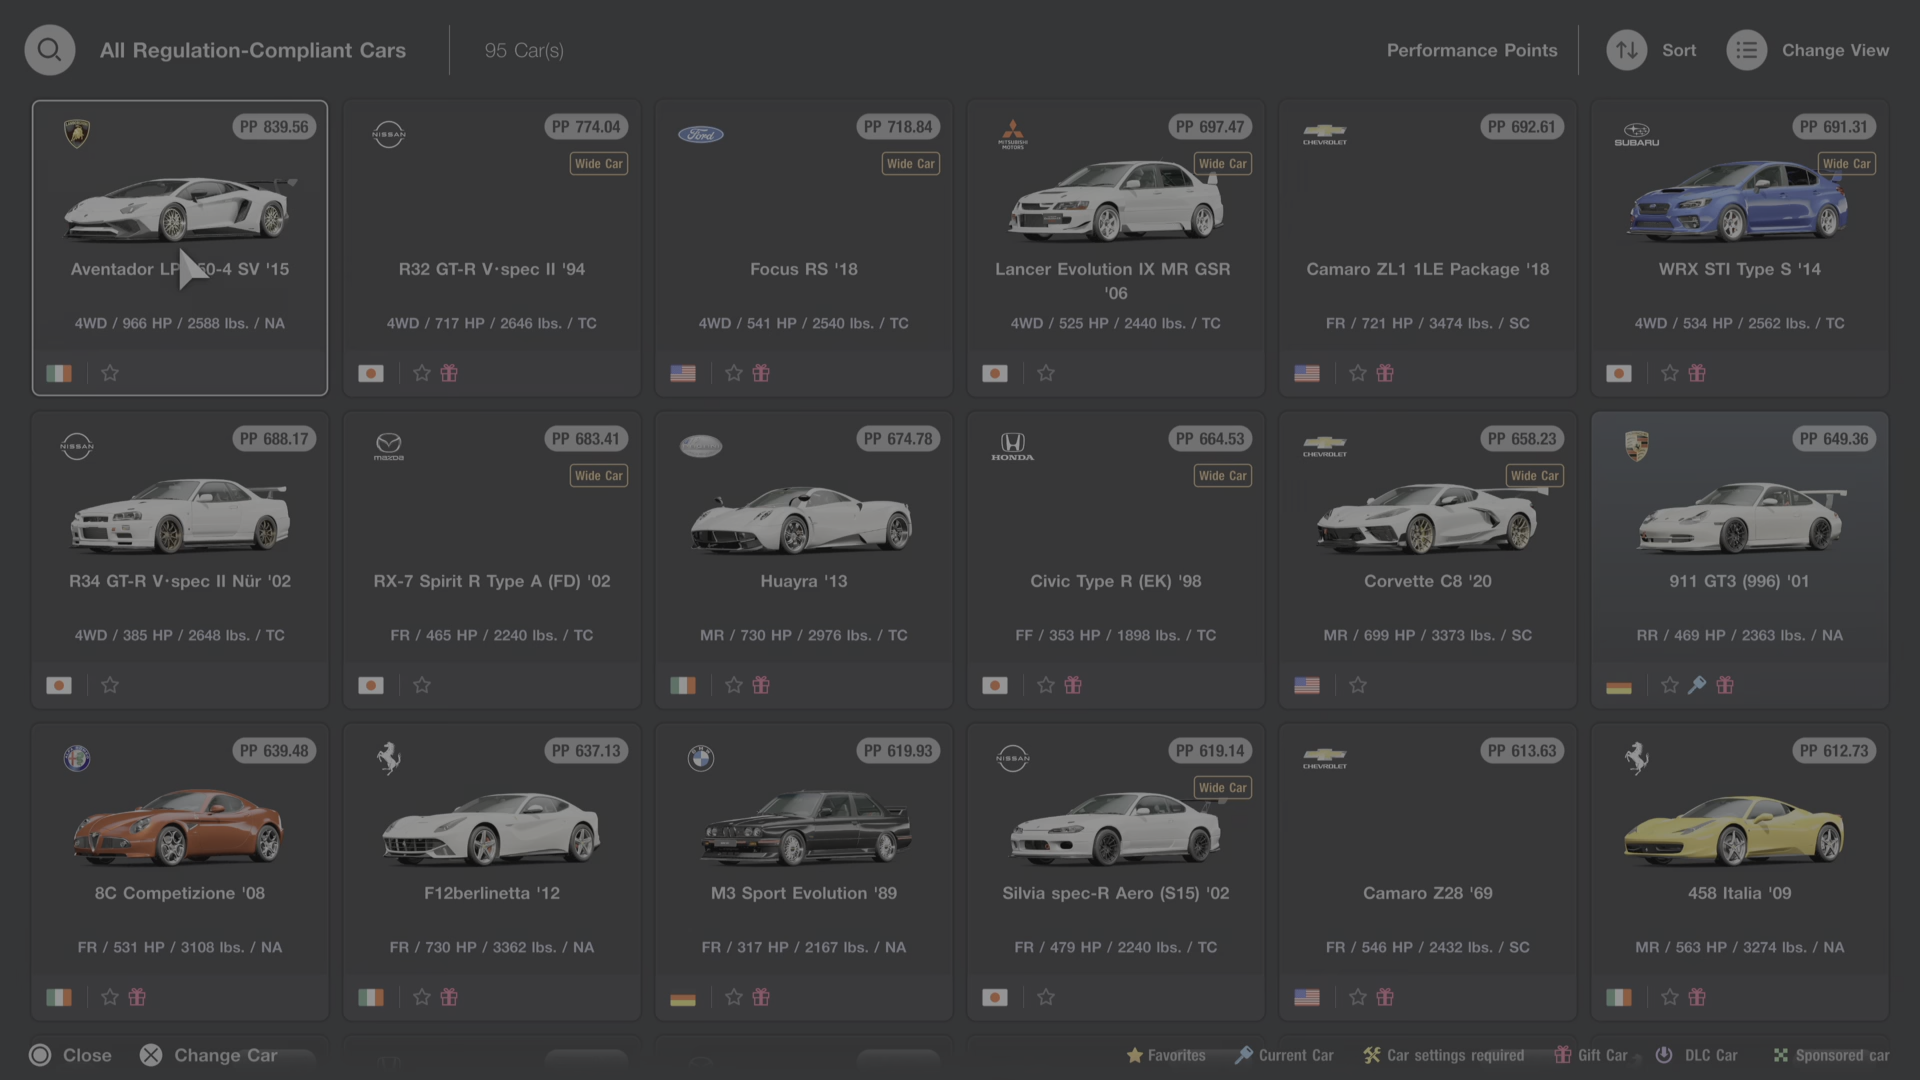 All Regulation-Compliant Cars
95 Car(s)
Performance Points
Sort
Change View
PP 839.56
Aventador LP 50-4 SV '15
4WD / 966 HP / 2588 lbs. / NA
NISSAN
PP 774.04
Wide Car
R32 GT-R V·spec II '94
4WD / 717 HP / 2646 lbs. / TC
Ford
PP 718.84
Wide Car
Focus RS '18
4WD / 541 HP / 2540 lbs. / TC
MITSUBISHI
MOTORS
PP 697.47
Wide Car
Lancer Evolution IX MR GSR
'06
4WD / 525 HP / 2440 lbs. / TC
CHEVROLET
PP 692.61
Camaro ZL1 1LE Package '18
FR / 721 HP / 3474 lbs. / SC
SUBARU
PP 691.31
Wide Car
WRX STI Type S '14
4WD / 534 HP / 2562 lbs. / TC
NISSAN
PP 688.17
R34 GT-R V·spec II Nür '02
4WD / 385 HP / 2648 lbs. / TC
mazda
PP 683.41
Wide Car
RX-7 Spirit R Type A (FD) '02
FR / 465 HP / 2240 lbs. / TC
PP 674.78
Huayra '13
MR / 730 HP / 2976 lbs. / TC
HONDA
PP 664.53
Wide Car
Civic Type R (EK) '98
FF / 353 HP / 1898 lbs. / TC
CHEVROLET
PP 658.23
Wide Car
Corvette C8 '20
MR / 699 HP / 3373 lbs. / SC
PP 649.36
911 GT3 (996) '01
RR / 469 HP / 2363 lbs. / NA
PP 639.48
8C Competizione '08
FR / 531 HP / 3108 lbs. / NA
PP 637.13
F12berlinetta '12
FR / 730 HP / 3362 lbs. / NA
BMW
PP 619.93
M3 Sport Evolution '89
FR / 317 HP / 2167 lbs. / NA
NISSAN
PP 619.14
Wide Car
Silvia spec-R Aero (S15) '02
FR / 479 HP / 2240 lbs. / TC
CHEVROLET
PP 613.63
Camaro Z28 '69
FR / 546 HP / 2432 lbs. / SC
PP 612.73
458 Italia '09
MR / 563 HP / 3274 lbs. / NA
Close
Change Car
Favorites
Current Car
Car settings required
Gift Car
DLC Car
Sponsored car